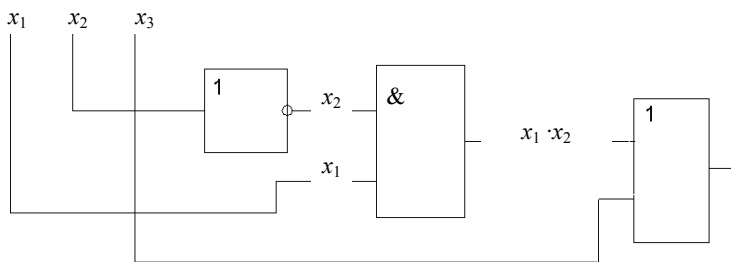 x₁ x₂ x₃
1
x₂
&
x₁ ·x₂
1
x₁